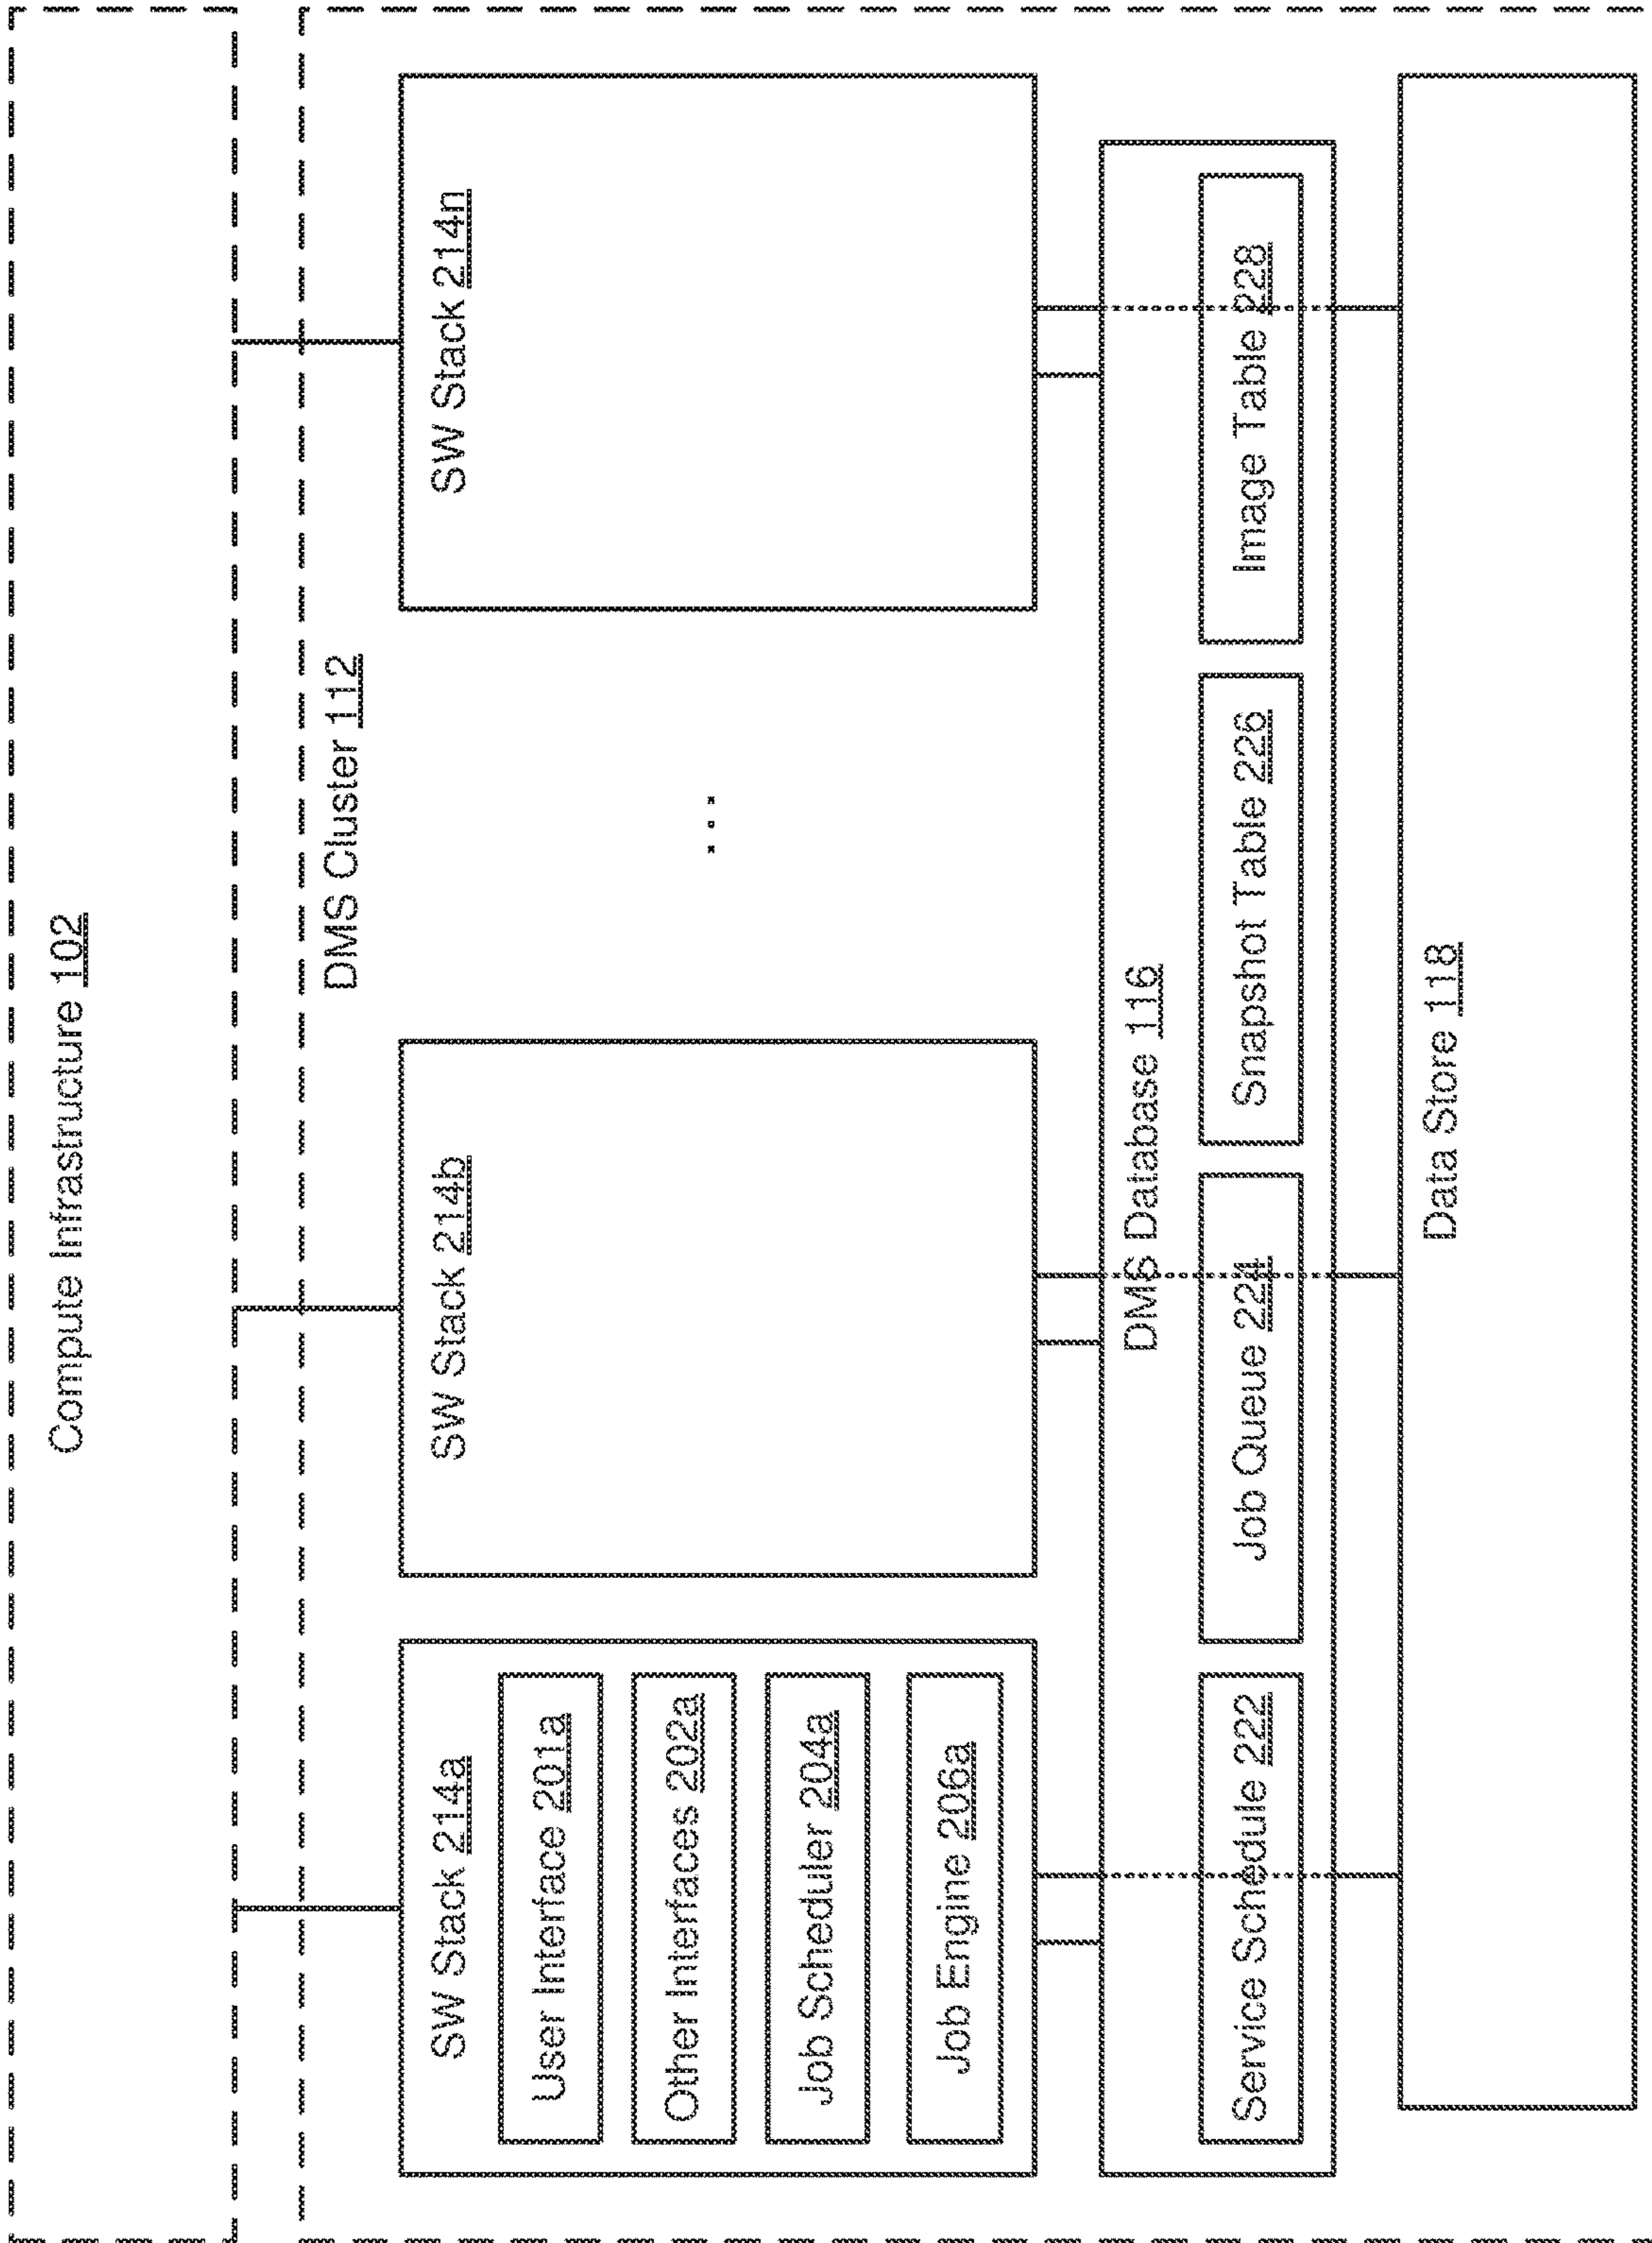 Compute Infrastructure 102
DMS Cluster 112
SW Stack 214a
User Interface 201a
Other Interfaces 202a
Job Scheduler 204a
Job Engine 206a
SW Stack 214b
...
SW Stack 214n
DMS Database 116
Service Schedule 222
Job Queue 224
Snapshot Table 226
Image Table 228
Data Store 118